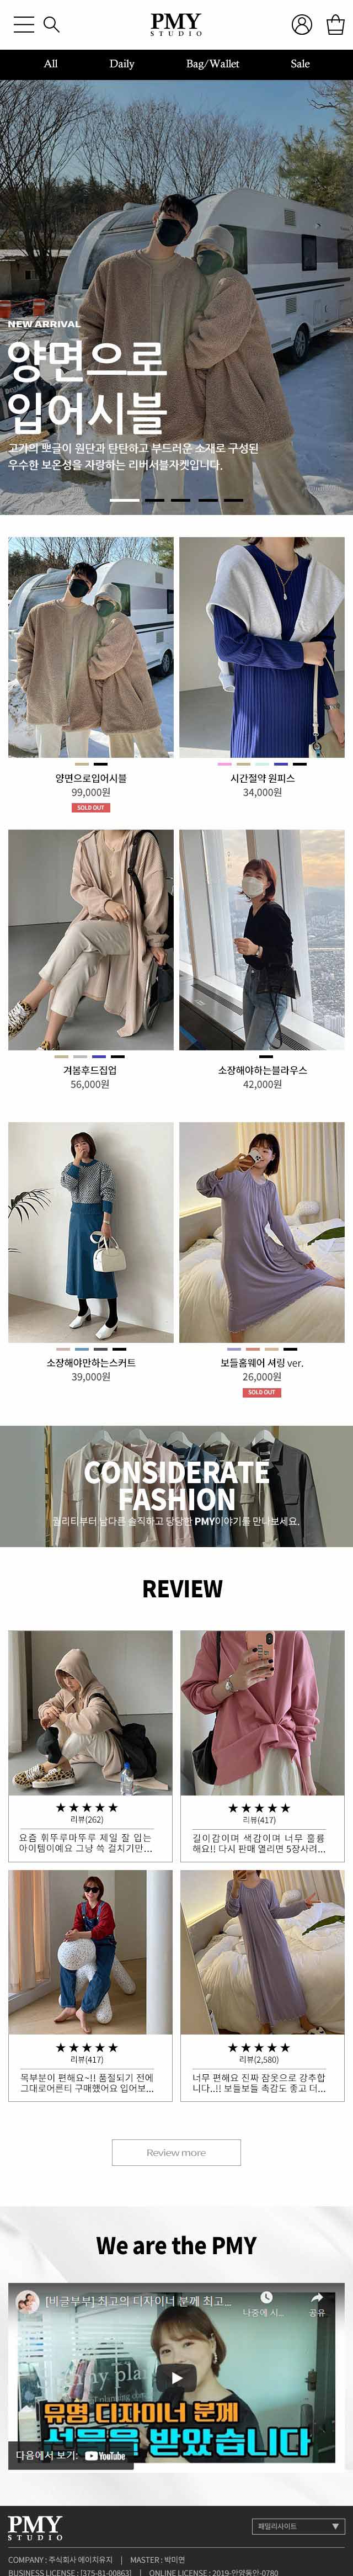 PMY
STUDIO
All Daily Bag/Wallet Sale
NEW ARRIVAL
양면으로
입어시블
고가의 뽀글이 원단과 탄탄하고 부드러운 소재로 구성된
우수한 보온성을 자랑하는 리버서블자켓입니다.
양면으로입어시블
99,000원
SOLD OUT
시간절약 원피스
34,000원
겨봄후드집업
56,000원
소장해야하는블라우스
42,000원
소장해야만하는스커트
39,000원
보들홈웨어 셔링 ver.
26,000원
SOLD OUT
CONSIDERATE
FASHION
퀄리티부터 남다른 솔직하고 당당한 PMY이야기를 만나보세요.
REVIEW
★★★★★
리뷰(262)
요즘 휘뚜루마뚜루 제일 잘 입는
아이템이예요 그냥 쓱 걸치기만...
★★★★★
리뷰(417)
길이감이며 색감이며 너무 훌륭
해요!! 다시 판매 열리면 5장사려...
★★★★★
리뷰(417)
목부분이 편해요~!! 품절되기 전에
그대로어른티 구매했어요 입어보...
★★★★★
리뷰(2,580)
너무 편해요 진짜 잠옷으로 강추합
니다..!! 보들보들 촉감도 좋고 더...
Review more
We are the PMY
[비글부부] 최고의 디자이너 분께 최고...
나중에 시... 공유
유명 디자이너 분께
선물을 받았습니다
다음에서 보기: YouTube
PMY
STUDIO
패밀리사이트 ▼
COMPANY : 주식회사 에이치유지 | MASTER : 박미연
BUSINESS LICENSE : [375-81-00863] | ONLINE LICENSE : 2019-안양동안-0780